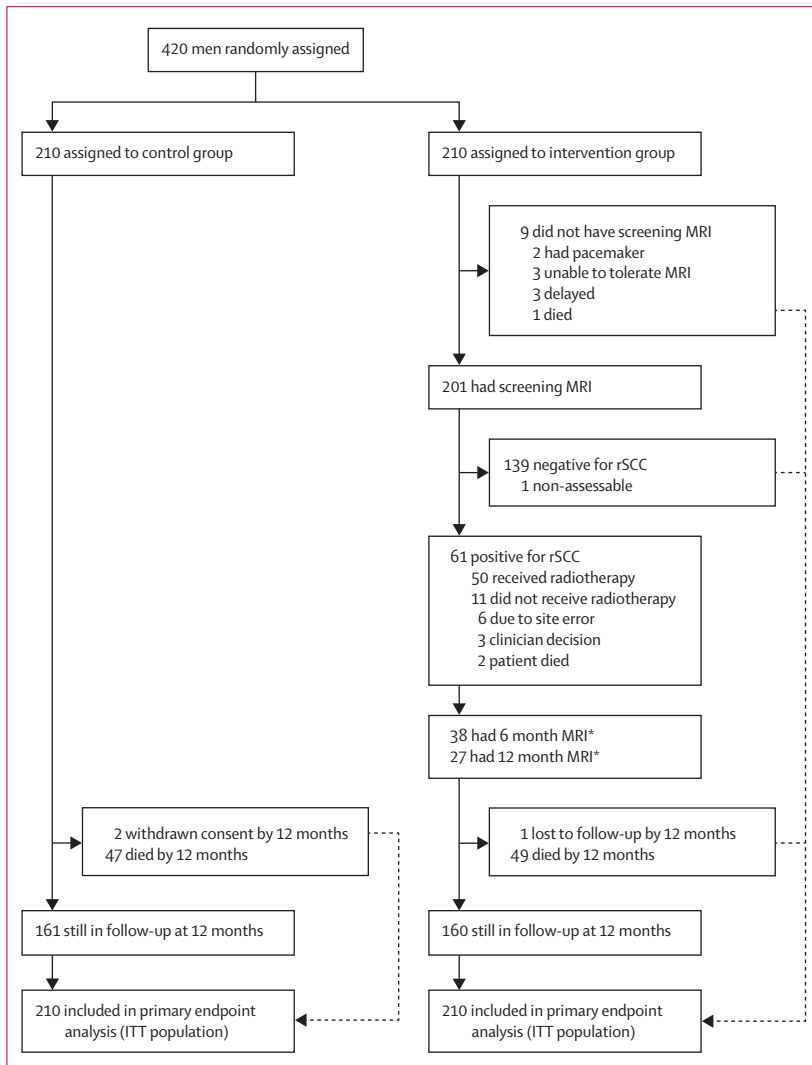 420 men randomly assigned
210 assigned to control group
210 assigned to intervention group
9 did not have screening MRI
2 had pacemaker
3 unable to tolerate MRI
3 delayed
1 died
201 had screening MRI
139 negative for rSCC
1 non-assessable
61 positive for rSCC
50 received radiotherapy
11 did not receive radiotherapy
6 due to site error
3 clinician decision
2 patient died
38 had 6 month MRI*
27 had 12 month MRI*
2 withdrawn consent by 12 months
47 died by 12 months
1 lost to follow-up by 12 months
49 died by 12 months
161 still in follow-up at 12 months
160 still in follow-up at 12 months
210 included in primary endpoint
analysis (ITT population)
210 included in primary endpoint
analysis (ITT population)